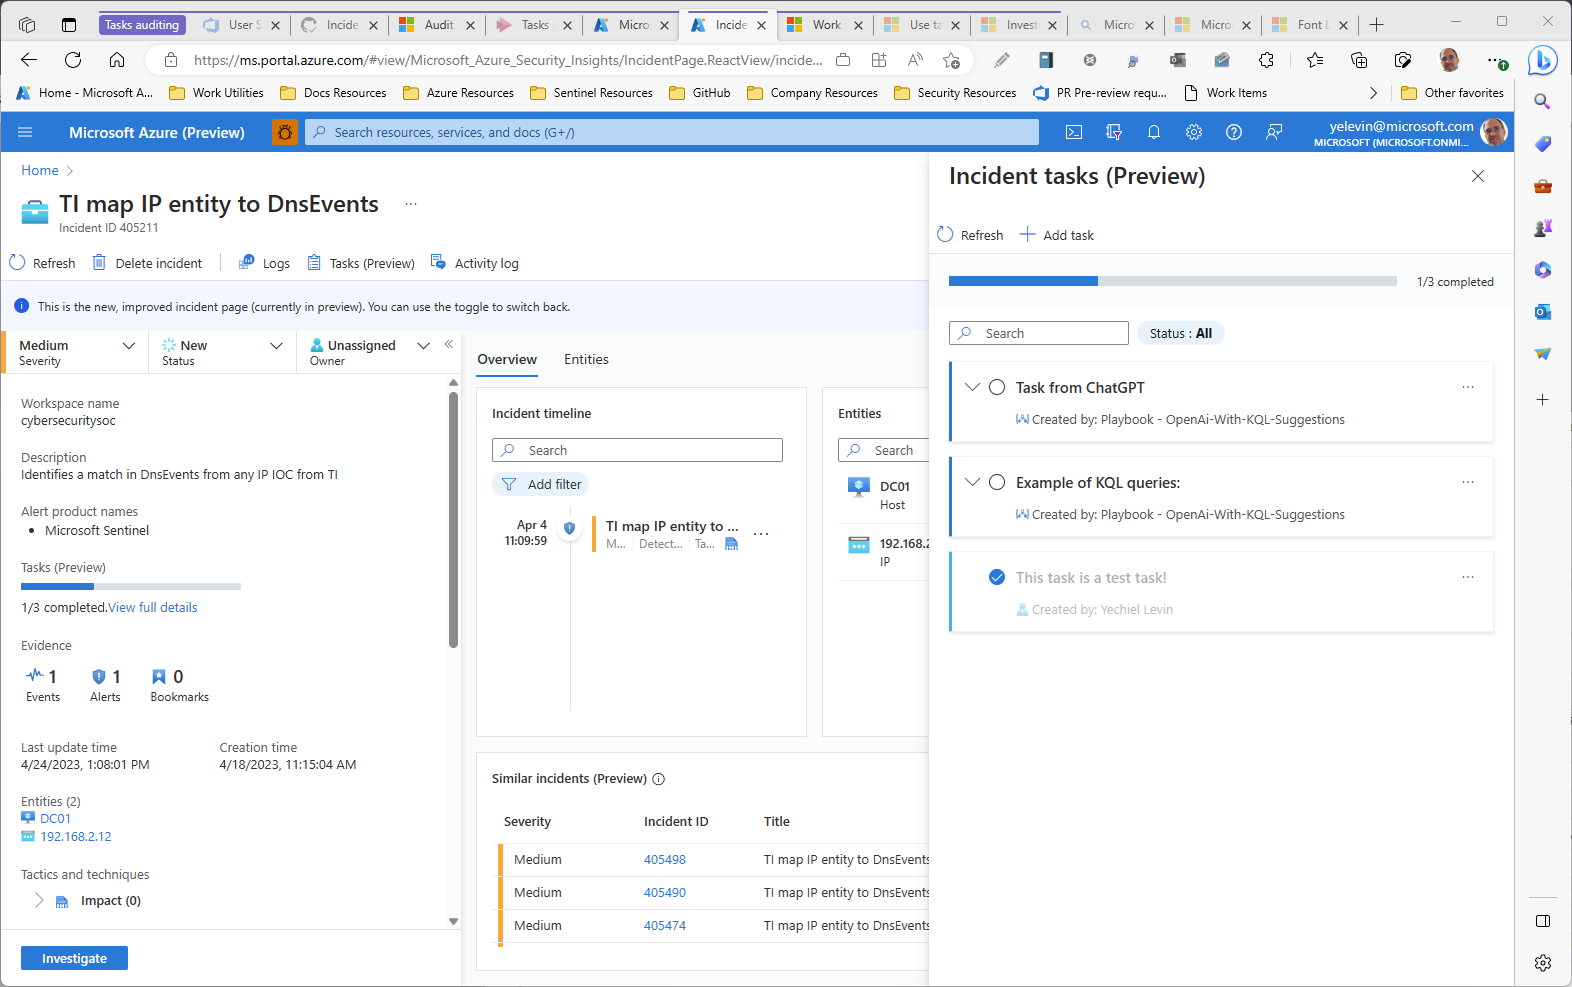 Tasks auditing
User S
Incide
Audit
Tasks
Micro
Incide
Work
Use ta
Invest
Micro
Micro
Font L
https://ms.portal.azure.com/#view/Microsoft_Azure_Security_Insights/IncidentPage.ReactView/incide...
Home - Microsoft A...
Work Utilities
Docs Resources
Azure Resources
Sentinel Resources
GitHub
Company Resources
Security Resources
PR Pre-review requ...
Work Items
Other favorites
Microsoft Azure (Preview)
Search resources, services, and docs (G+/)
yelevin@microsoft.com
MICROSOFT (MICROSOFT.ONMI...
Home
TI map IP entity to DnsEvents
...
Incident ID 405211
Refresh
Delete incident
Logs
Tasks (Preview)
Activity log
This is the new, improved incident page (currently in preview). You can use the toggle to switch back.
Medium
Severity
New
Status
Unassigned
Owner
Workspace name
cybersecuritysoc
Description
Identifies a match in DnsEvents from any IP IOC from TI
Alert product names
• Microsoft Sentinel
Tasks (Preview)
1/3 completed.View full details
Evidence
1
Events
1
Alerts
0
Bookmarks
Last update time
4/24/2023, 1:08:01 PM
Creation time
4/18/2023, 11:15:04 AM
Entities (2)
DC01
192.168.2.12
Tactics and techniques
Impact (0)
Investigate
Overview
Entities
Incident timeline
Search
Add filter
Apr 4
11:09:59
TI map IP entity to ...
M...
Detect...
Ta...
...
Entities
Search
DC01
Host
192.168.2
IP
Similar incidents (Preview)
Severity
Incident ID
Title
Medium
405498
TI map IP entity to DnsEvents
Medium
405490
TI map IP entity to DnsEvents
Medium
405474
TI map IP entity to DnsEvents
Incident tasks (Preview)
Refresh
Add task
1/3 completed
Search
Status : All
Task from ChatGPT
...
Created by: Playbook - OpenAi-With-KQL-Suggestions
Example of KQL queries:
...
Created by: Playbook - OpenAi-With-KQL-Suggestions
This task is a test task!
...
Created by: Yechiel Levin